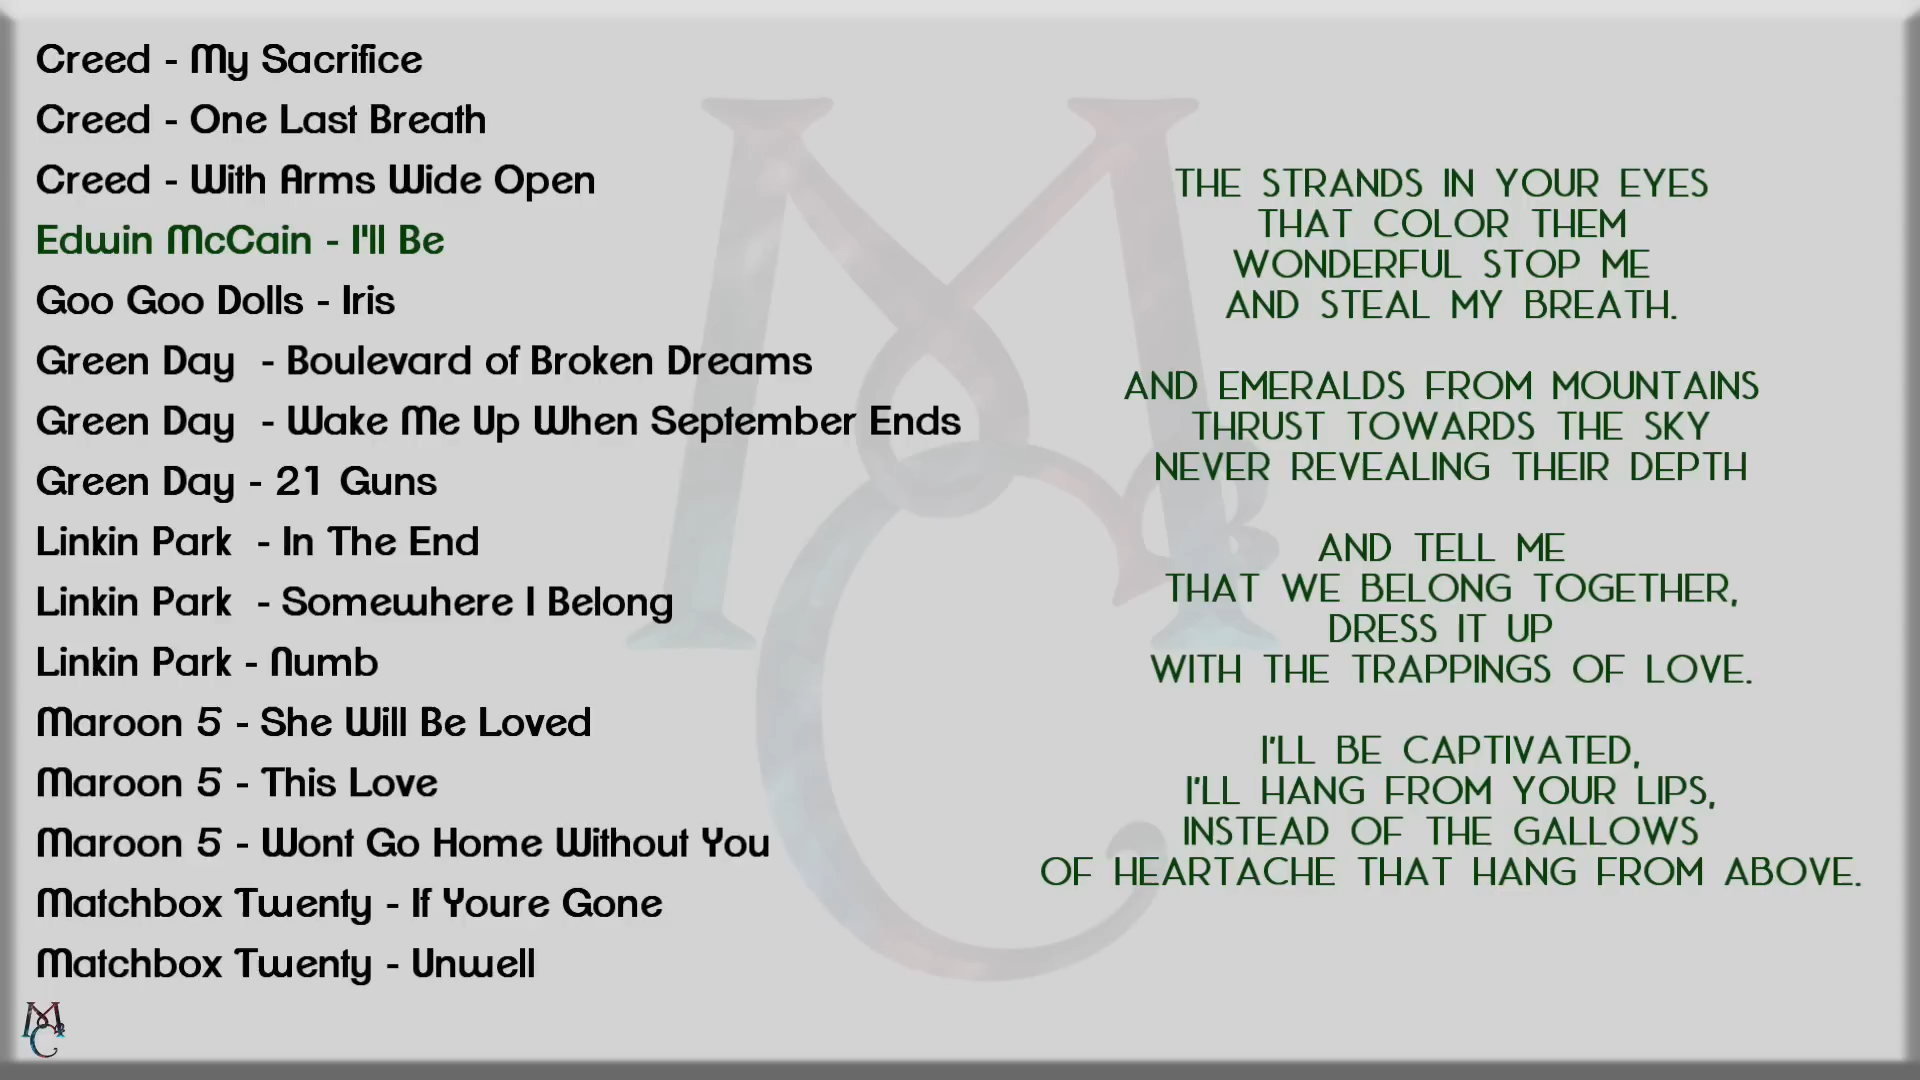 Creed - My Sacrifice
Creed - One Last Breath
Creed - With Arms Wide Open
Edwin McCain - I'll Be
Goo Goo Dolls - Iris
Green Day  - Boulevard of Broken Dreams
Green Day  - Wake Me Up When September Ends
Green Day - 21 Guns
Linkin Park  - In The End
Linkin Park  - Somewhere I Belong
Linkin Park - Numb
Maroon 5 - She Will Be Loved
Maroon 5 - This Love
Maroon 5 - Wont Go Home Without You
Matchbox Twenty - If Youre Gone
Matchbox Twenty - Unwell
THE STRANDS IN YOUR EYES
THAT COLOR THEM
WONDERFUL STOP ME
AND STEAL MY BREATH.
AND EMERALDS FROM MOUNTAINS
THRUST TOWARDS THE SKY
NEVER REVEALING THEIR DEPTH
AND TELL ME
THAT WE BELONG TOGETHER,
DRESS IT UP
WITH THE TRAPPINGS OF LOVE.
I'LL BE CAPTIVATED,
I'LL HANG FROM YOUR LIPS,
INSTEAD OF THE GALLOWS
OF HEARTACHE THAT HANG FROM ABOVE.